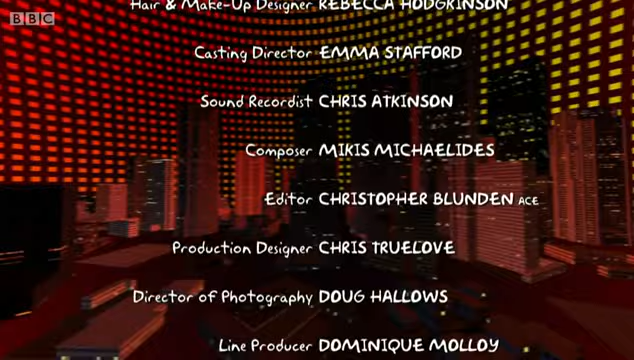 BBC
Hair & Make-Up Designer REBECCA HODGKINSON
Casting Director EMMA STAFFORD
Sound Recordist CHRIS ATKINSON
Composer MIKIS MICHAELIDES
Editor CHRISTOPHER BLUNDEN ACE
Production Designer CHRIS TRUELOVE
Director of Photography DOUG HALLOWS
Line Producer DOMINIQUE MOLLOY